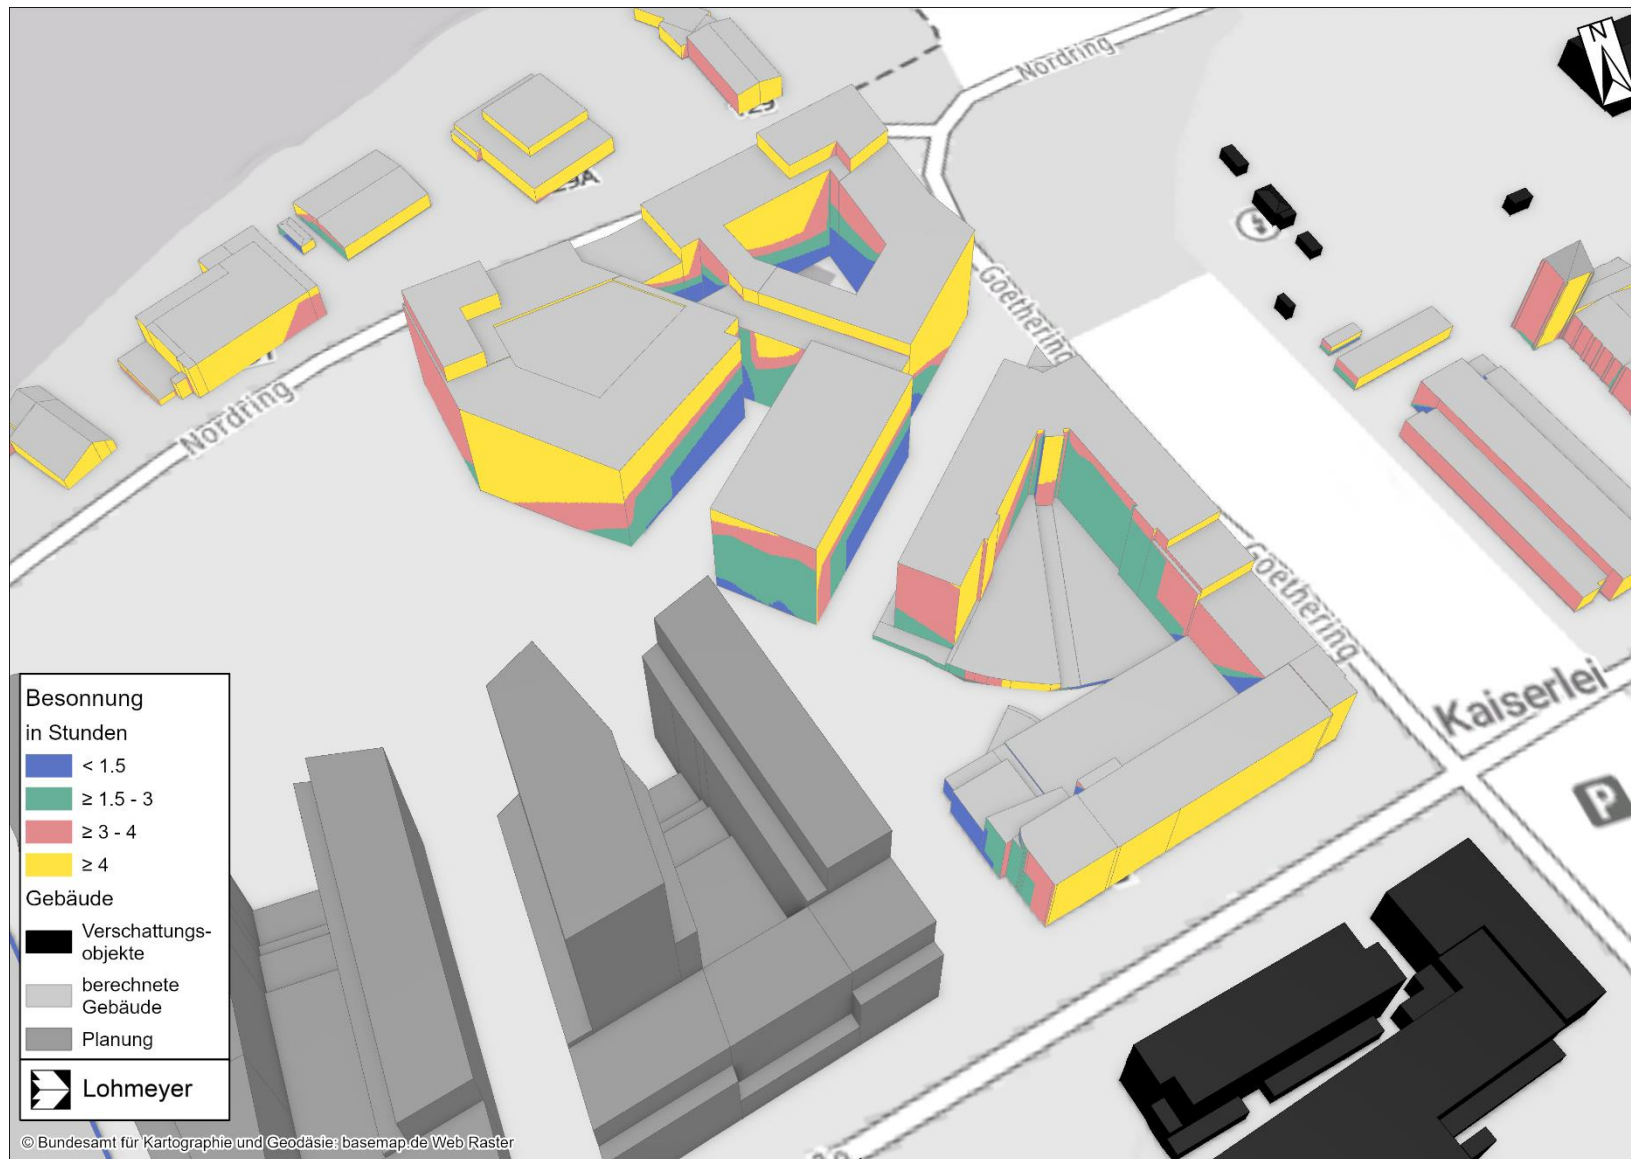 Nordring
N
29A
Goethering
Nordring
Goethering
Kaiserlei
P
Besonnung
in Stunden
< 1.5
≥ 1.5 - 3
≥ 3 - 4
≥ 4
Gebäude
Verschattungs-
objekte
berechnete
Gebäude
Planung
Lohmeyer
© Bundesamt für Kartographie und Geodäsie: basemap.de Web Raster